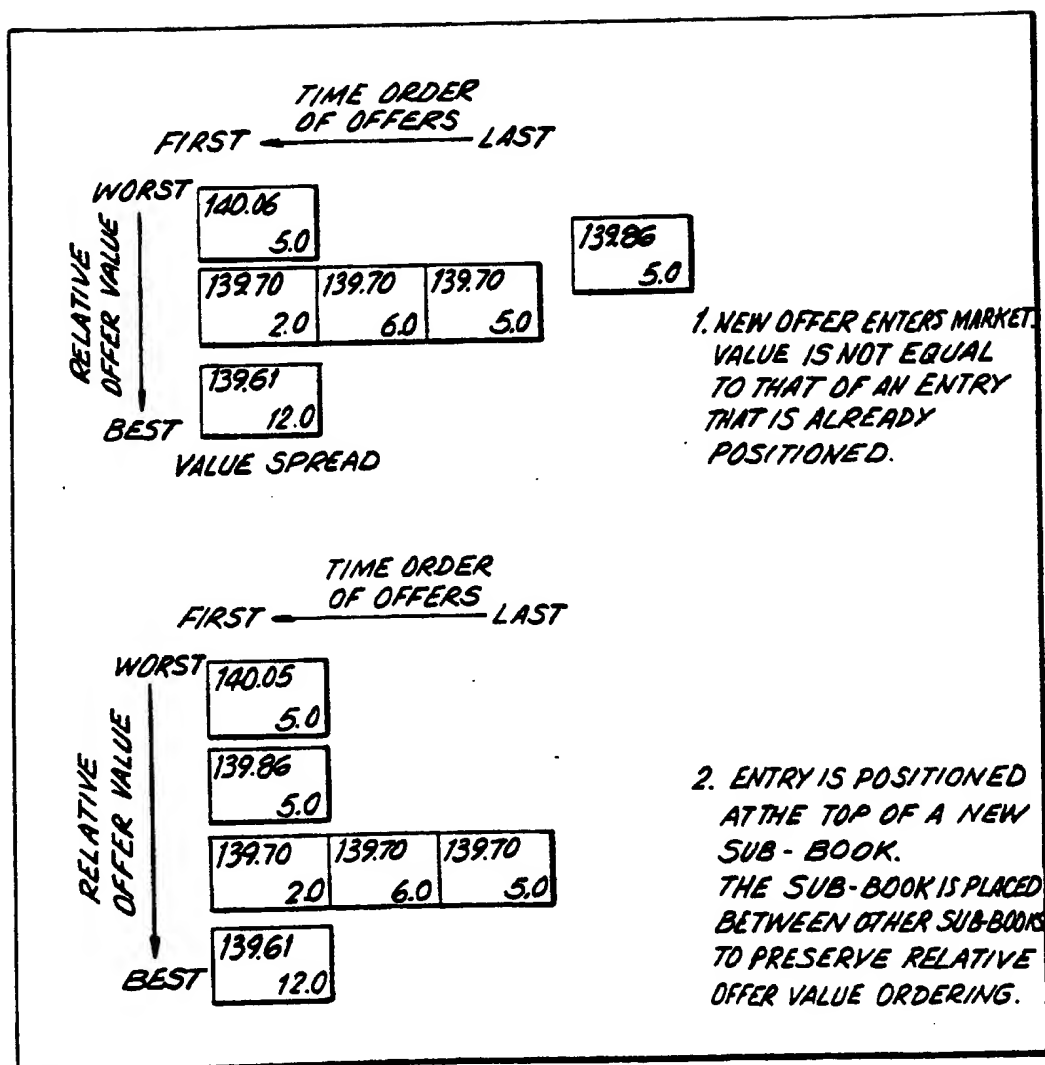 TIME ORDER
OF OFFERS
FIRST LAST
WORST
RELATIVE
OFFER VALUE
BEST
140.06
5.0
139.70 139.70 139.70
2.0 6.0 5.0
139.61
12.0
VALUE SPREAD
139.86
5.0
1. NEW OFFER ENTERS MARKET.
VALUE IS NOT EQUAL
TO THAT OF AN ENTRY
THAT IS ALREADY
POSITIONED.
TIME ORDER
OF OFFERS
FIRST LAST
WORST
RELATIVE
OFFER VALUE
BEST
140.05
5.0
139.86
5.0
139.70 139.70 139.70
2.0 6.0 5.0
139.61
12.0
2. ENTRY IS POSITIONED
AT THE TOP OF A NEW
SUB-BOOK.
THE SUB-BOOK IS PLACED
BETWEEN OTHER SUB-BOOKS
TO PRESERVE RELATIVE
OFFER VALUE ORDERING.